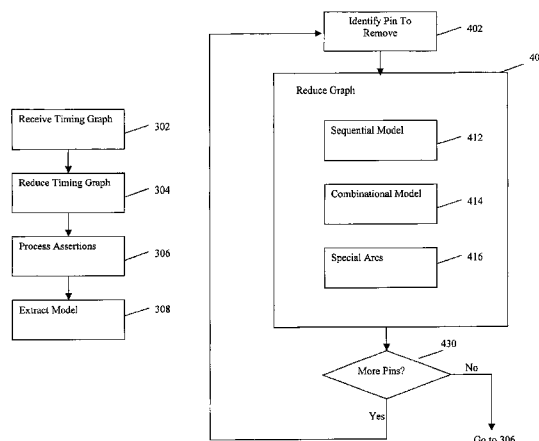 Receive Timing Graph
302
Reduce Timing Graph
304
Process Assertions
306
Extract Model
308
Identify Pin To
Remove
402
40
Reduce Graph
Sequential Model
412
Combinational Model
414
Special Arcs
416
430
More Pins?
No
Yes
Go to 306